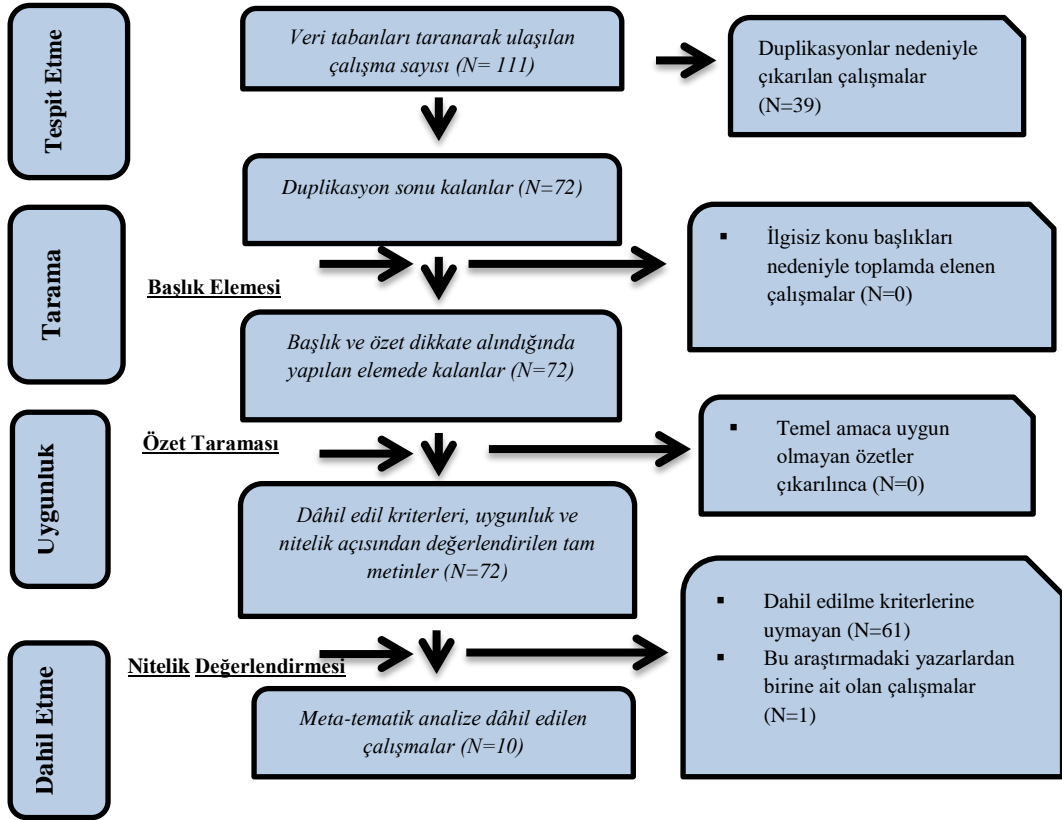 Tespit Etme
Veri tabanları taranarak ulaşılan
çalışma sayısı (N= 111)
Duplikasyonlar nedeniyle
çıkarılan çalışmalar
(N=39)
Duplikasyon sonu kalanlar (N=72)
Tarama
Başlık Elemesi
▪ İlgisiz konu başlıkları
nedeniyle toplamda elenen
çalışmalar (N=0)
Başlık ve özet dikkate alındığında
yapılan elemede kalanlar (N=72)
Uygunluk
Özet Taraması
▪ Temel amaca uygun
olmayan özetler
çıkarılınca (N=0)
Dâhil edil kriterleri, uygunluk ve
nitelik açısından değerlendirilen tam
metinler (N=72)
Dahil Etme
Nitelik Değerlendirmesi
▪ Dahil edilme kriterlerine
uymayan (N=61)
▪ Bu araştırmadaki yazarlardan
birine ait olan çalışmalar
(N=1)
Meta-tematik analize dâhil edilen
çalışmalar (N=10)